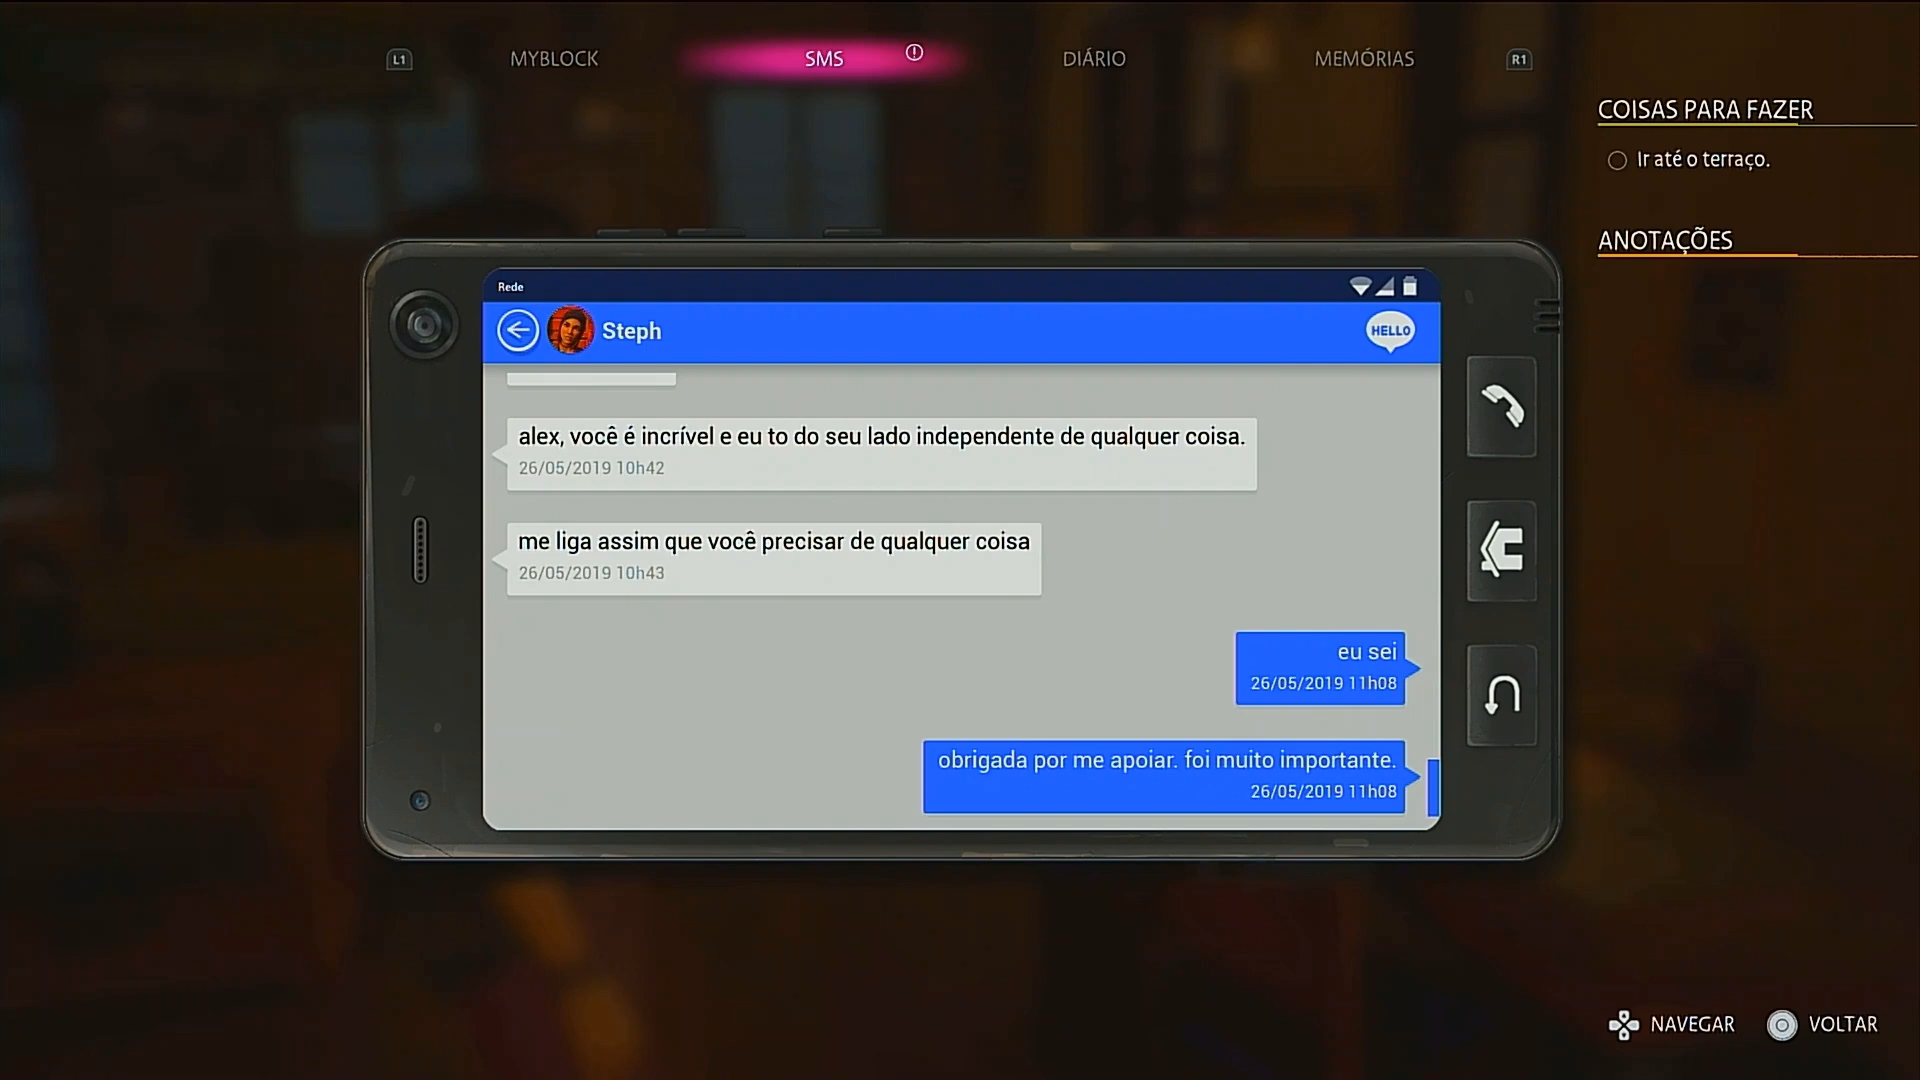 L1
MYBLOCK
SMS
DIÁRIO
MEMÓRIAS
R1
COISAS PARA FAZER
Ir até o terraço.
ANOTAÇÕES
Rede
Steph
HELLO
alex, você é incrível e eu to do seu lado independente de qualquer coisa.
26/05/2019 10h42
me liga assim que você precisar de qualquer coisa
26/05/2019 10h43
eu sei
26/05/2019 11h08
obrigada por me apoiar. foi muito importante.
26/05/2019 11h08
NAVEGAR
VOLTAR